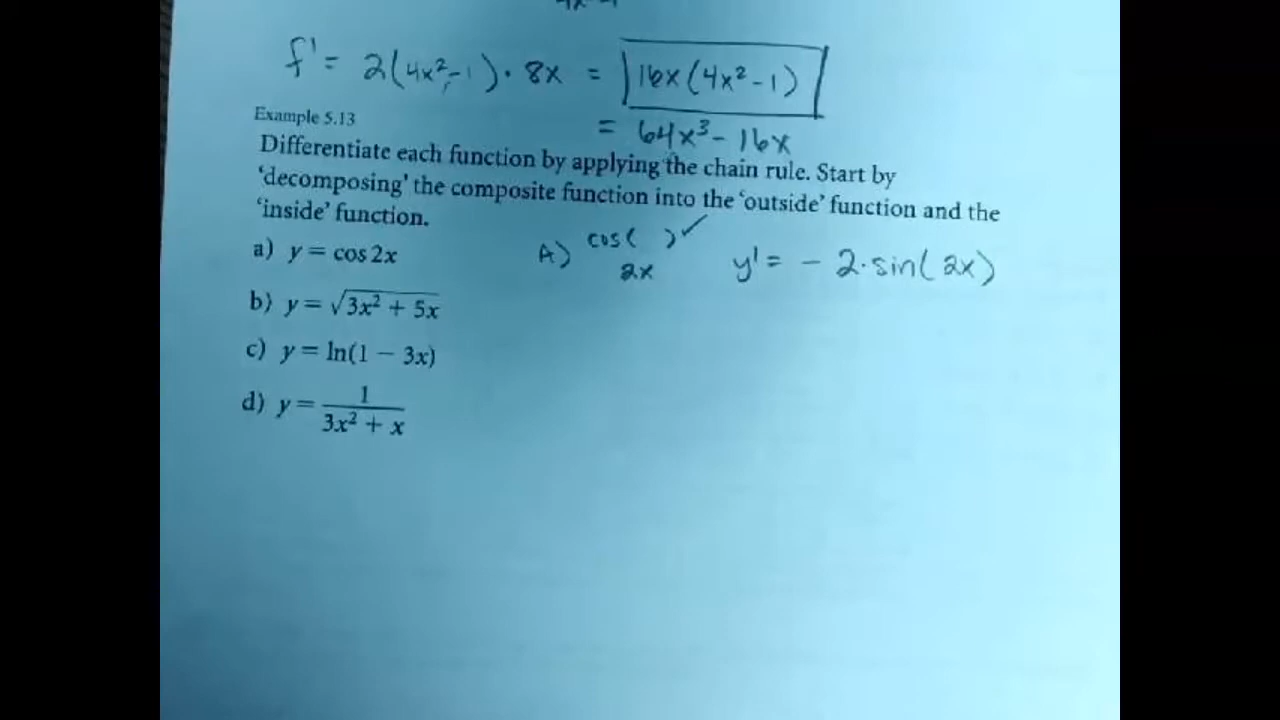 f' = 2(4x² - 1) · 8x = 16x(4x² - 1)
= 64x³ - 16x
Example 5.13
Differentiate each function by applying the chain rule. Start by
'decomposing' the composite function into the 'outside' function and the
'inside' function.
a) y = cos 2x
A) cos( ) ✓
2x
y' = - 2·sin(2x)
b) y = √3x² + 5x
c) y = ln(1 − 3x)
d) y = 1
3x² + x